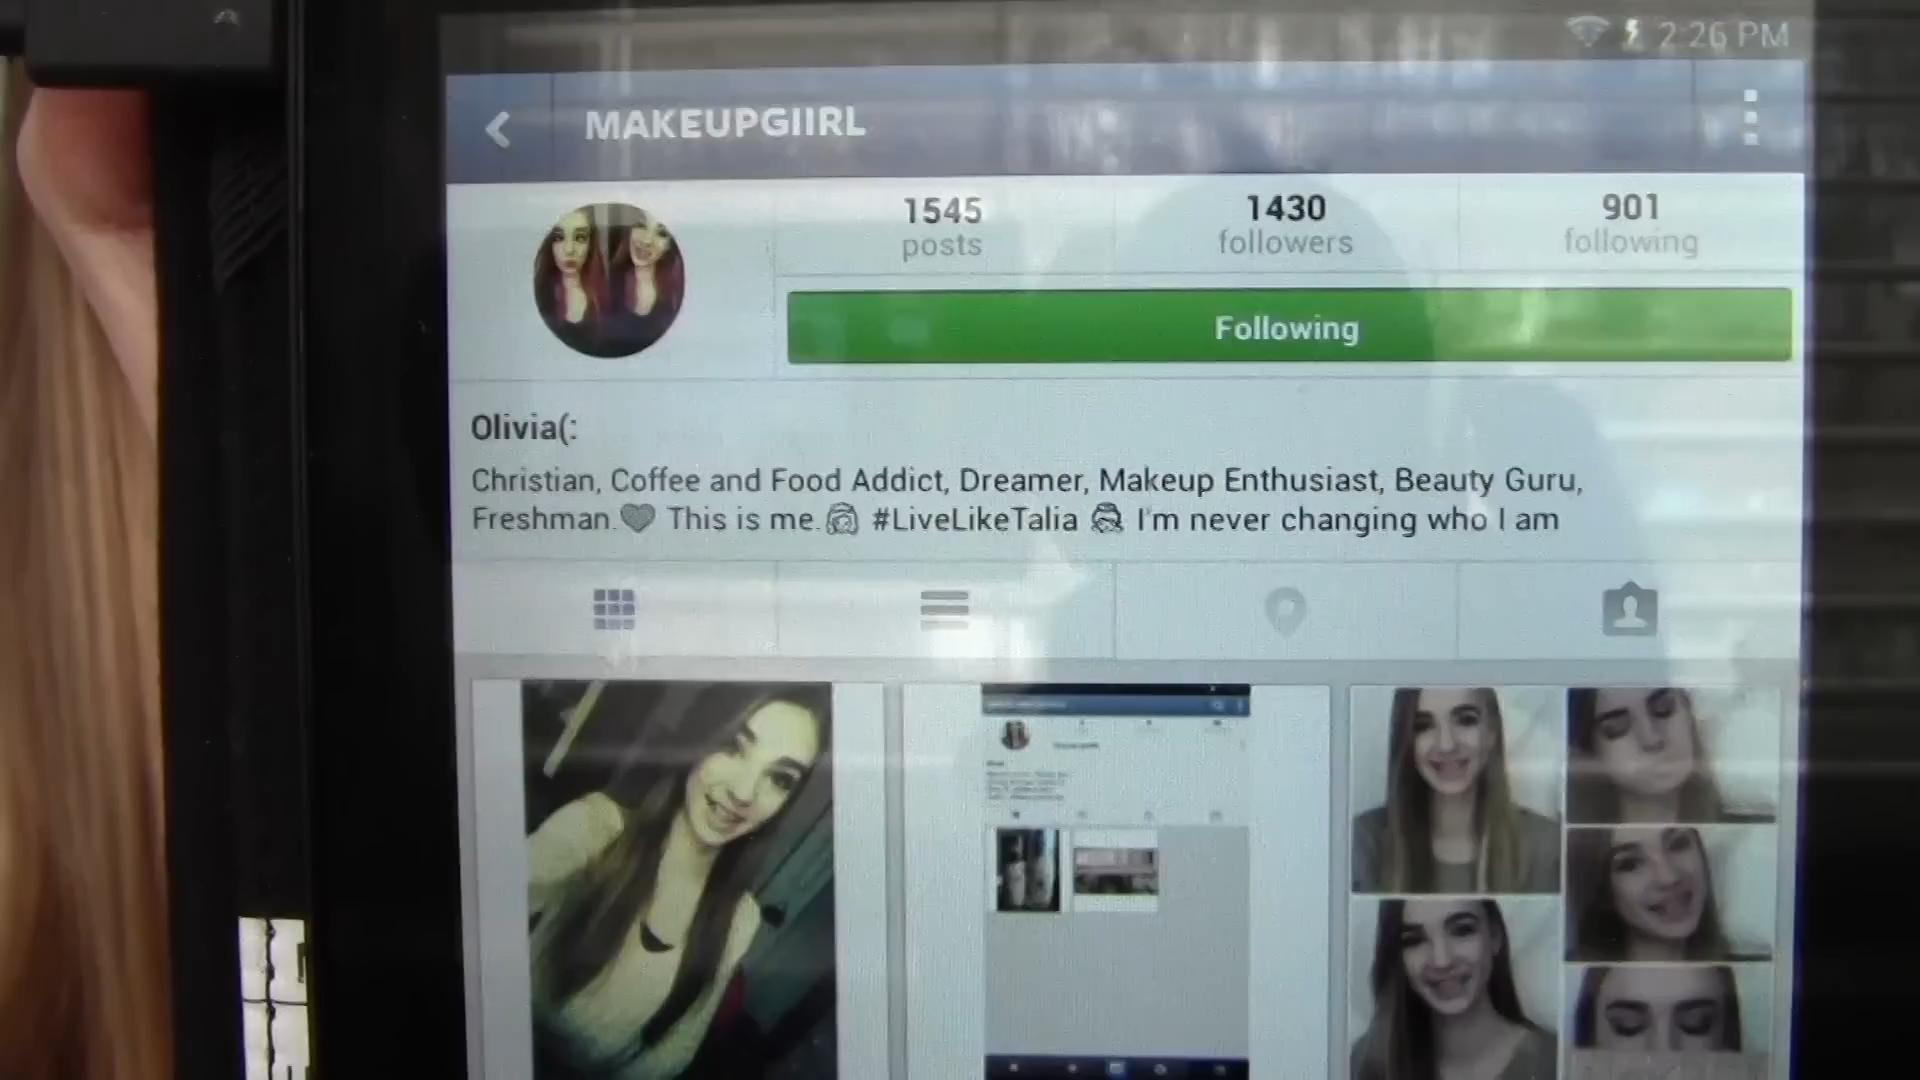 2:26 PM
MAKEUPGIIRL
1545 1430 901
posts followers following
Following
Olivia(:
Christian, Coffee and Food Addict, Dreamer, Makeup Enthusiast, Beauty Guru,
Freshman. This is me. #LiveLikeTalia I'm never changing who I am